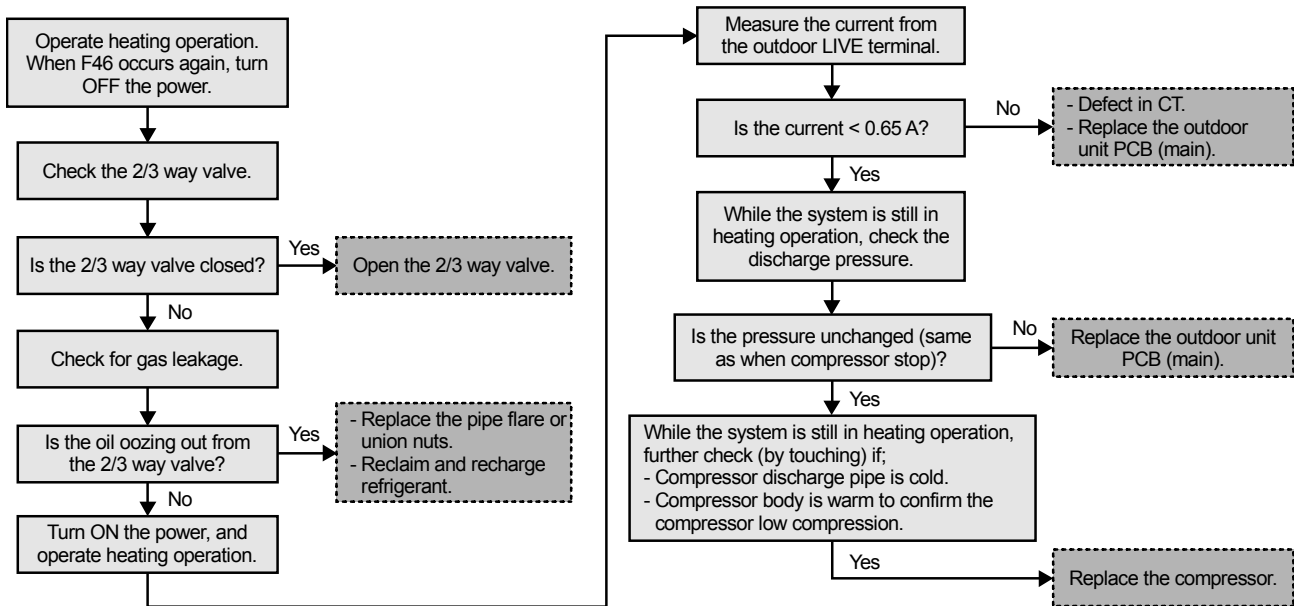 Operate heating operation.
When F46 occurs again, turn
OFF the power.
Check the 2/3 way valve.
Is the 2/3 way valve closed?
Yes
Open the 2/3 way valve.
No
Check for gas leakage.
Is the oil oozing out from
the 2/3 way valve?
Yes
- Replace the pipe flare or
union nuts.
- Reclaim and recharge
refrigerant.
No
Turn ON the power, and
operate heating operation.
Measure the current from
the outdoor LIVE terminal.
Is the current < 0.65 A?
No
- Defect in CT.
- Replace the outdoor
unit PCB (main).
Yes
While the system is still in
heating operation, check the
discharge pressure.
Is the pressure unchanged (same
as when compressor stop)?
No
Replace the outdoor unit
PCB (main).
Yes
While the system is still in heating operation,
further check (by touching) if;
- Compressor discharge pipe is cold.
- Compressor body is warm to confirm the
compressor low compression.
Yes
Replace the compressor.